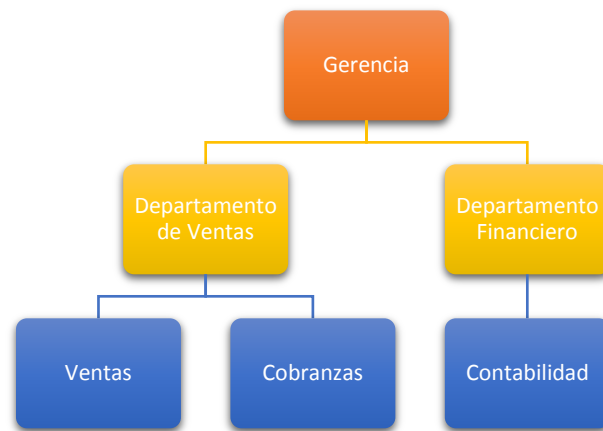 Gerencia
Departamento
de Ventas
Departamento
Financiero
Ventas
Cobranzas
Contabilidad